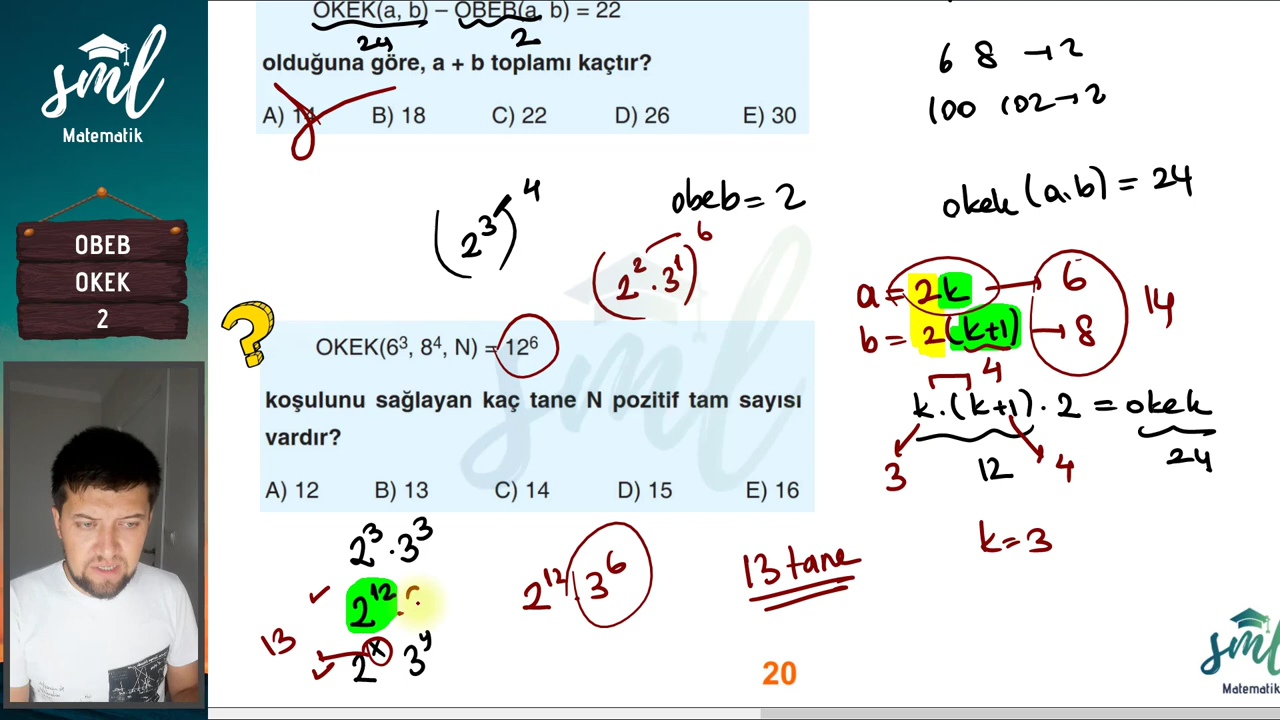 sml
Matematik
OBEB
OKEK
2
OKEK(a, b) – OBEB(a, b) = 22
24 2
olduğuna göre, a + b toplamı kaçtır?
A) 14 B) 18 C) 22 D) 26 E) 30
(2³)⁴
obeb = 2
(2².3¹)⁶
OKEK(6³, 8⁴, N) = 12⁶
koşulunu sağlayan kaç tane N pozitif tam sayısı
vardır?
A) 12 B) 13 C) 14 D) 15 E) 16
2³.3³
2¹².
13 2ˣ 3ʸ
2¹².3⁶
13 tane
20
6 8 → 2
100 102 → 2
okek (a.b) = 24
a = 2k → 6
b = 2(k+1) → 8
14
4
k.(k+1).2 = okek
3 12 4 24
k = 3
sml
Matematik